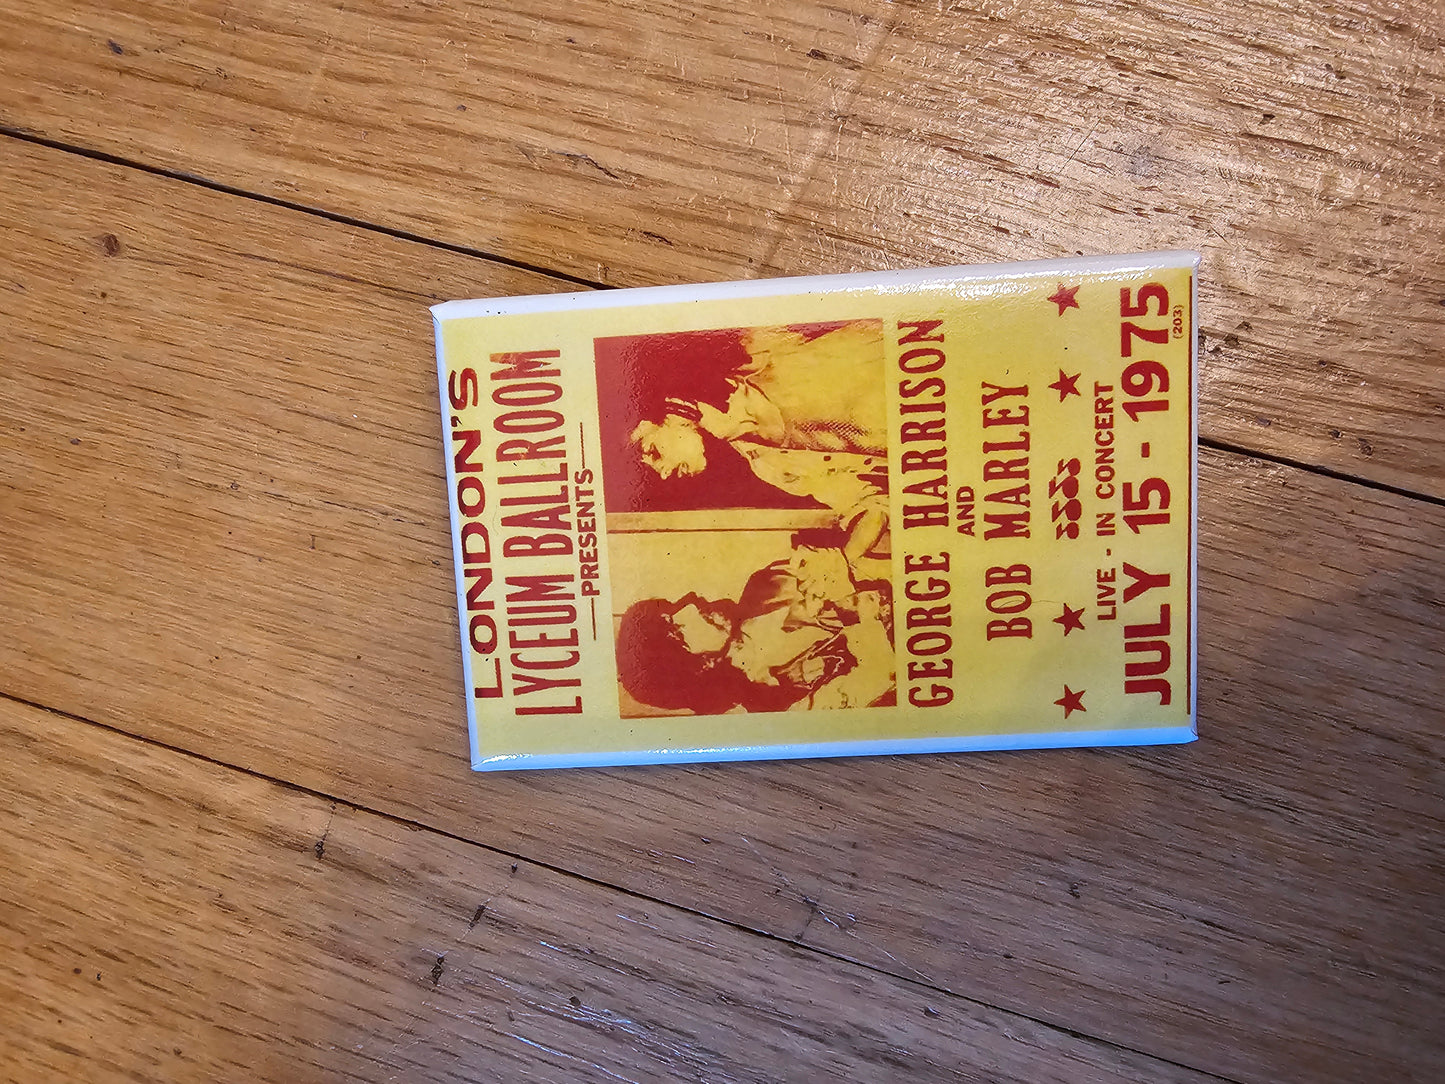 LONDON'S
LYCEUM BALLROOM
PRESENTS
GEORGE HARRISON
AND
BOB MARLEY
LIVE - IN CONCERT
JULY 15 - 1975
(203)